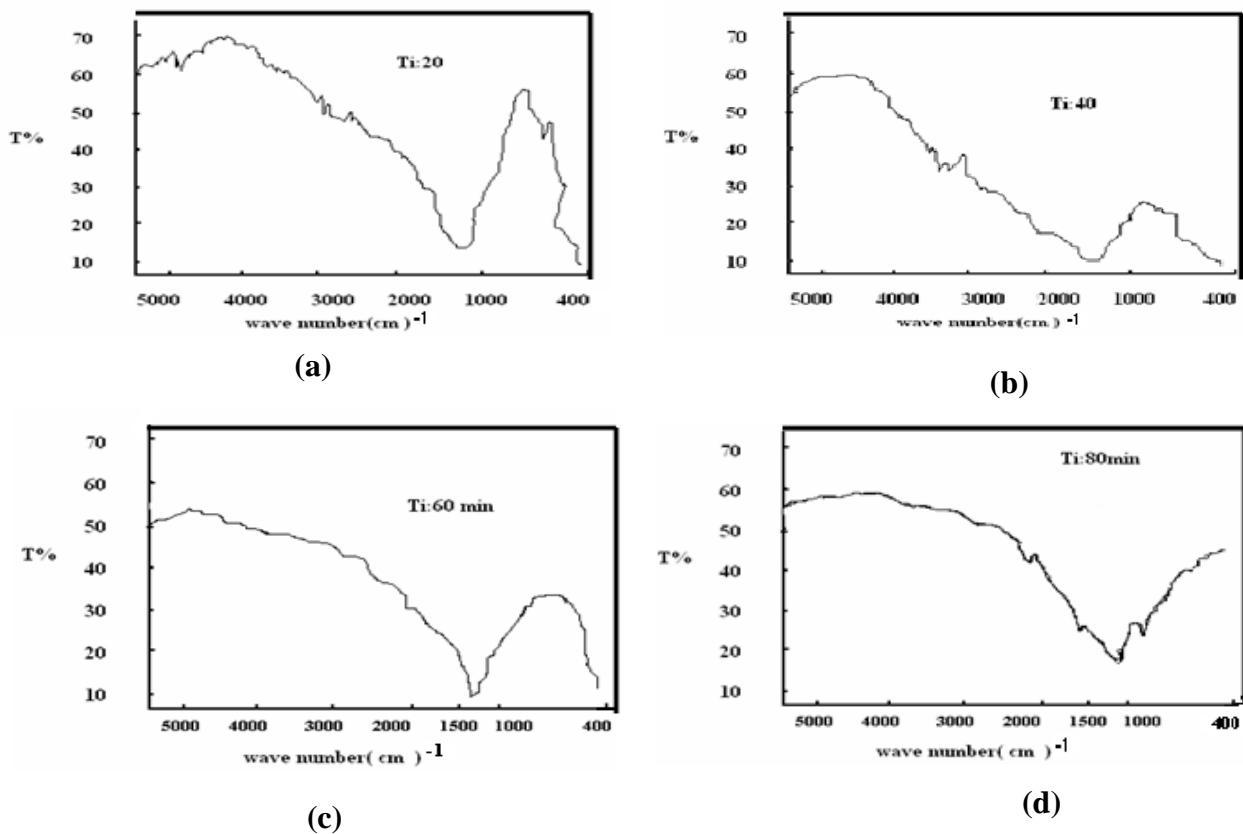 70
60
50
T%
40
30
20
10
Ti:20
5000 4000 3000 2000 1000 400
wave number(cm )-1
(a)
70
60
50
T%
40
30
20
10
Ti:40
5000 4000 3000 2000 1000 400
wave number(cm ) -1
(b)
70
60
50
T%
40
30
20
10
Ti:60 min
5000 4000 3000 2000 1500 1000 400
wave number( cm ) -1
(c)
70
60
50
T%
40
30
20
10
Ti:80min
5000 4000 3000 2000 1500 1000 400
wave number( cm )-1
(d)